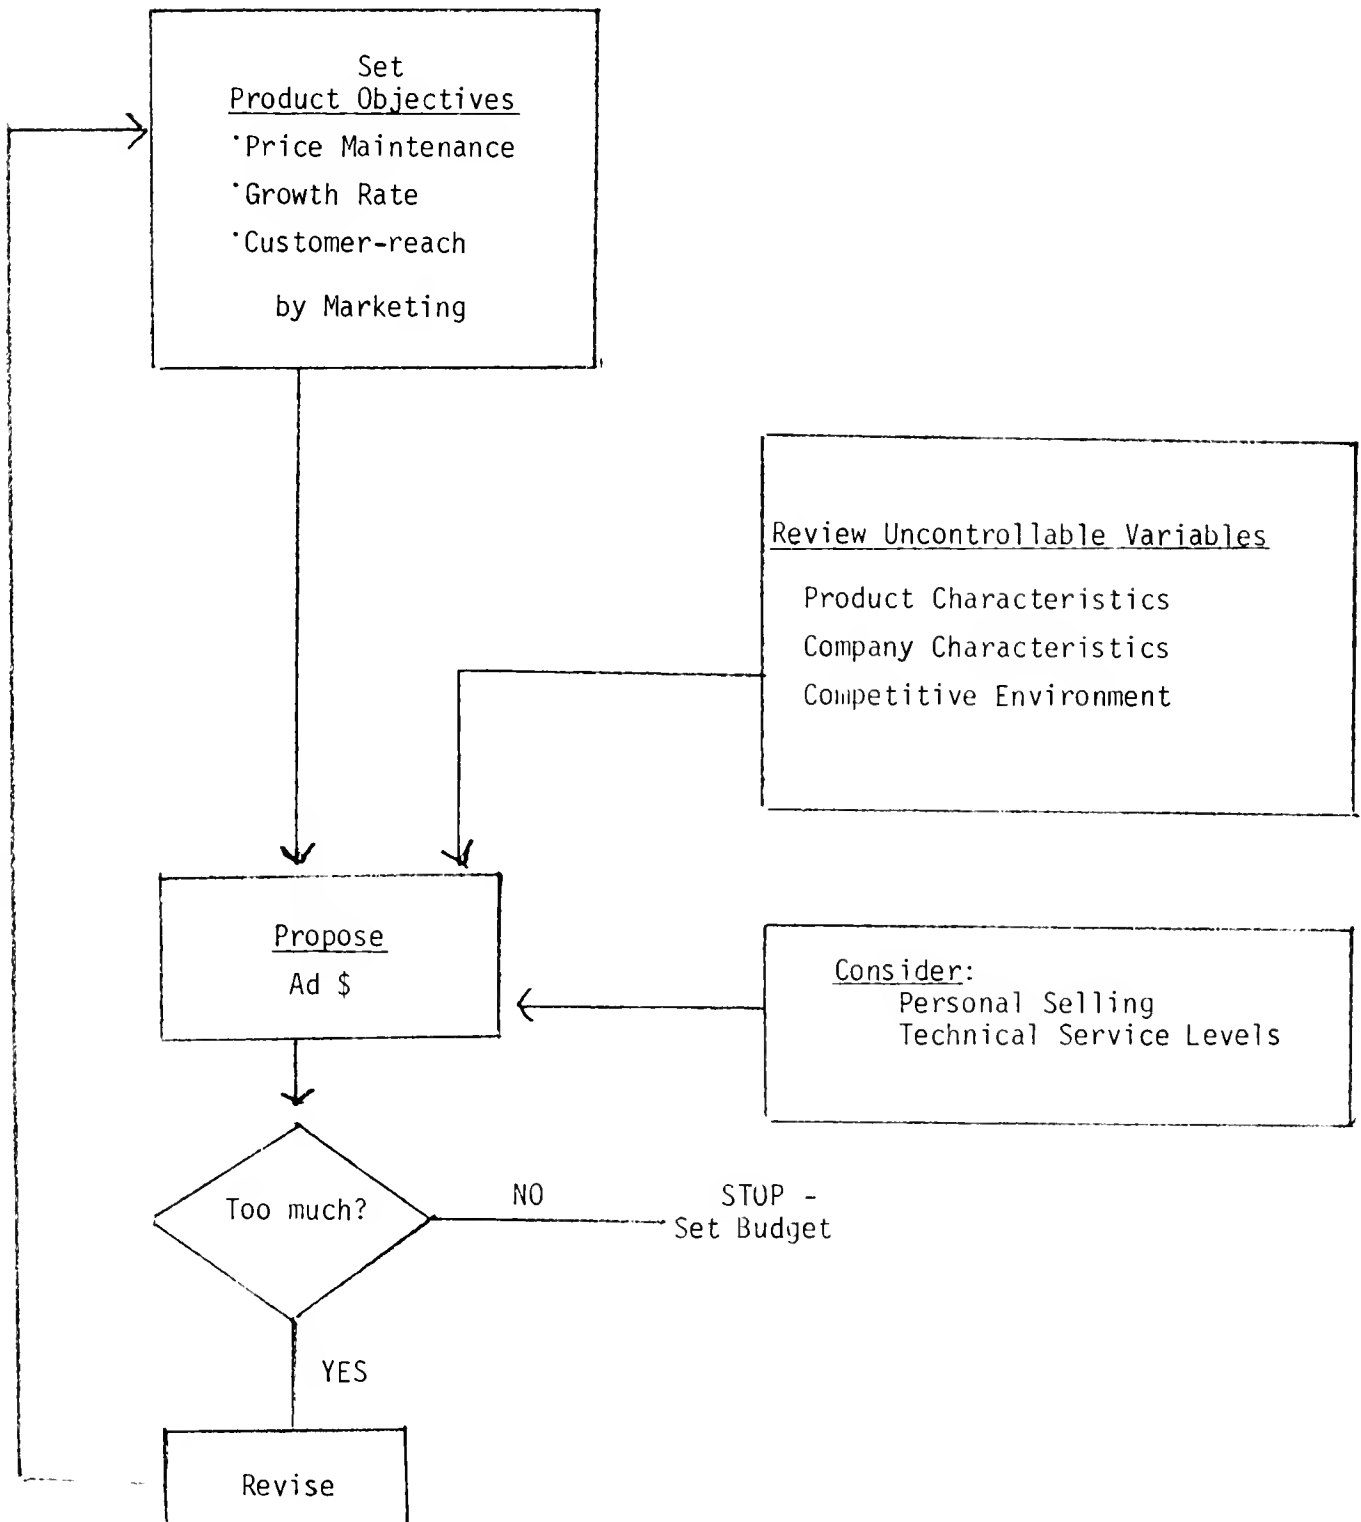 Set
Product Objectives
·Price Maintenance
·Growth Rate
·Customer-reach
by Marketing
Review Uncontrollable Variables
Product Characteristics
Company Characteristics
Competitive Environment
Propose
Ad $
Consider:
Personal Selling
Technical Service Levels
Too much?
NO
STOP -
Set Budget
YES
Revise